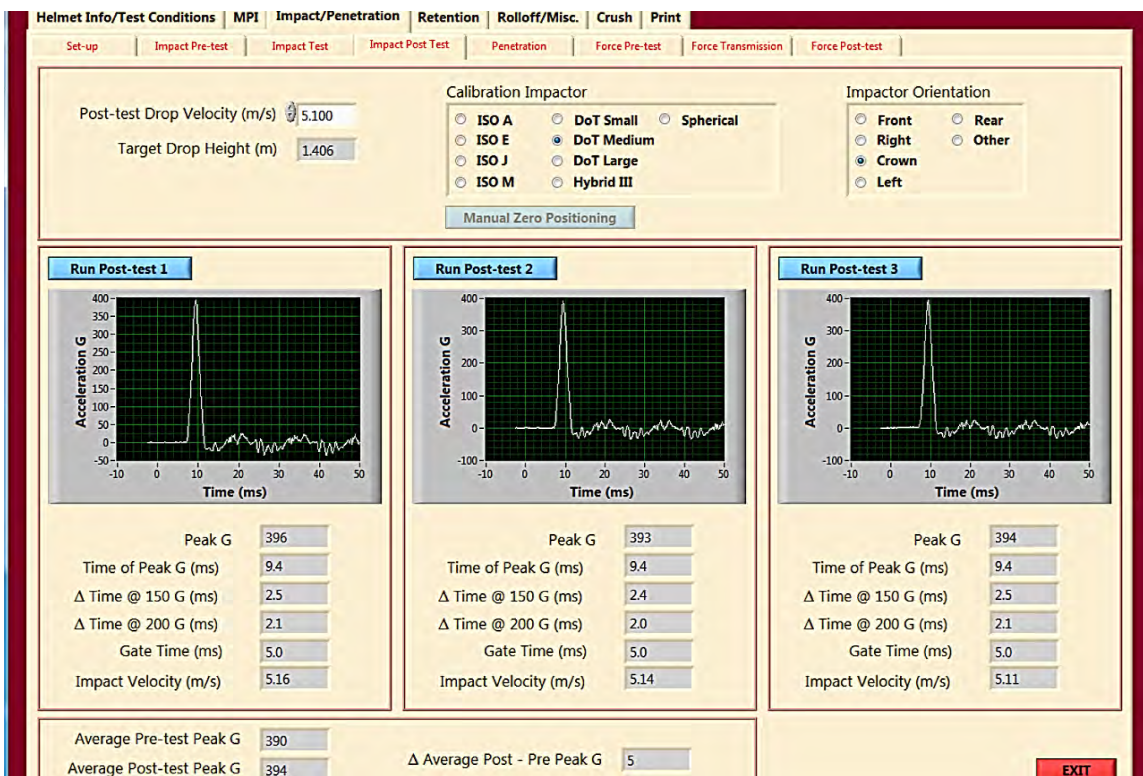 Helmet Info/Test Conditions MPI Impact/Penetration Retention Rolloff/Misc. Crush Print
Set-up Impact Pre-test Impact Test Impact Post Test Penetration Force Pre-test Force Transmission Force Post-test
Post-test Drop Velocity (m/s) 5.100
Target Drop Height (m) 1.406
Calibration Impactor
ISO A DoT Small Spherical
ISO E DoT Medium
ISO J DoT Large
ISO M Hybrid III
Manual Zero Positioning
Impactor Orientation
Front Rear
Right Other
Crown
Left
Run Post-test 1
Acceleration G
400
350
300
250
200
150
100
50
0
-50
-10 0 10 20 30 40 50
Time (ms)
Peak G 396
Time of Peak G (ms) 9.4
Δ Time @ 150 G (ms) 2.5
Δ Time @ 200 G (ms) 2.1
Gate Time (ms) 5.0
Impact Velocity (m/s) 5.16
Run Post-test 2
Acceleration G
400
300
200
100
0
-100
-10 0 10 20 30 40 50
Time (ms)
Peak G 393
Time of Peak G (ms) 9.4
Δ Time @ 150 G (ms) 2.4
Δ Time @ 200 G (ms) 2.0
Gate Time (ms) 5.0
Impact Velocity (m/s) 5.14
Run Post-test 3
Acceleration G
400
300
200
100
0
-100
-10 0 10 20 30 40 50
Time (ms)
Peak G 394
Time of Peak G (ms) 9.4
Δ Time @ 150 G (ms) 2.5
Δ Time @ 200 G (ms) 2.1
Gate Time (ms) 5.0
Impact Velocity (m/s) 5.11
Average Pre-test Peak G 390
Average Post-test Peak G 394
Δ Average Post - Pre Peak G 5
EXIT